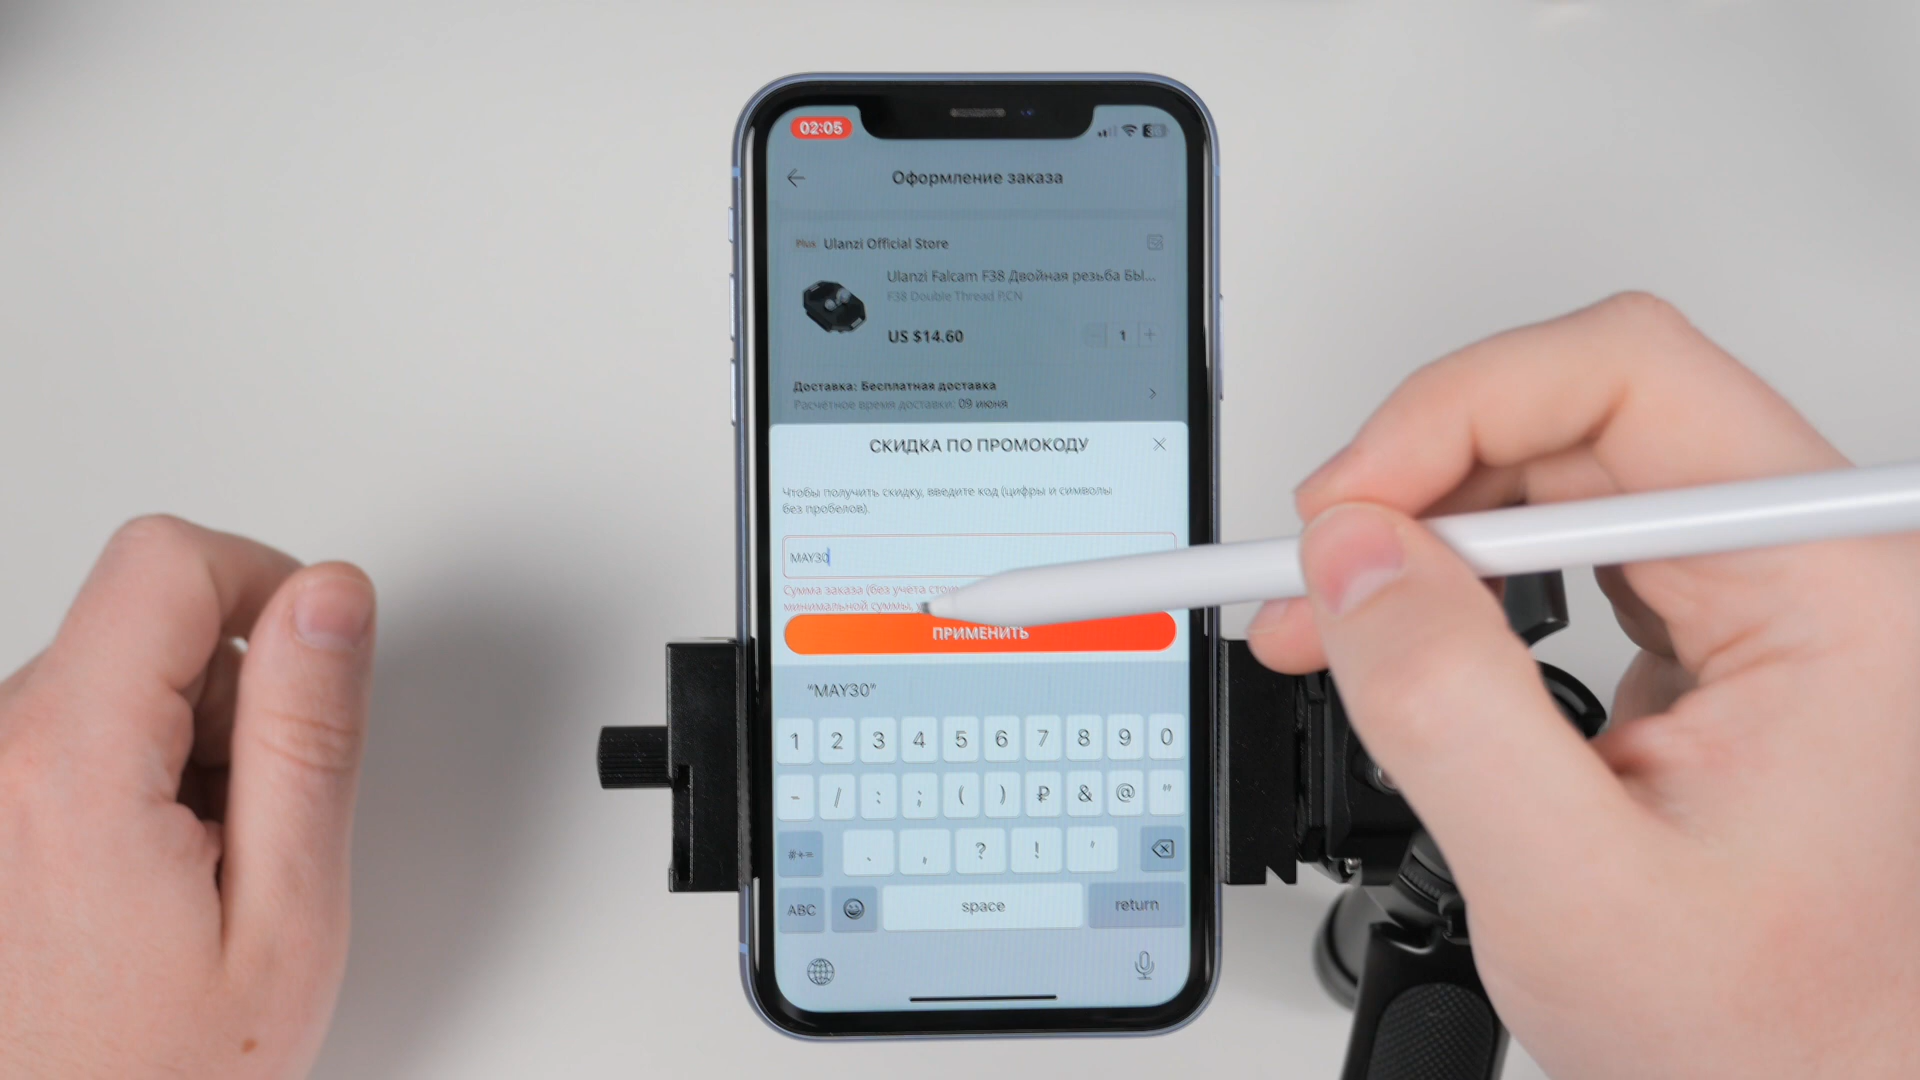 02:05
Оформление заказа
Plus Ulanzi Official Store
Ulanzi Falcam F38 Двойная резьба БЫ...
F38 Double Thread P,CN
US $14.60
1
Доставка: Бесплатная доставка
Расчётное время доставки: 09 июня
СКИДКА ПО ПРОМОКОДУ
Чтобы получить скидку, введите код (цифры и символы
без пробелов).
MAY30
Сумма заказа (без учёта
минимальной суммы,
ПРИМЕНИТЬ
"MAY30"
1 2 3 4 5 6 7 8 9 0
- / : ; ( ) ₽ & @ "
#+= . , ? ! '
ABC space return